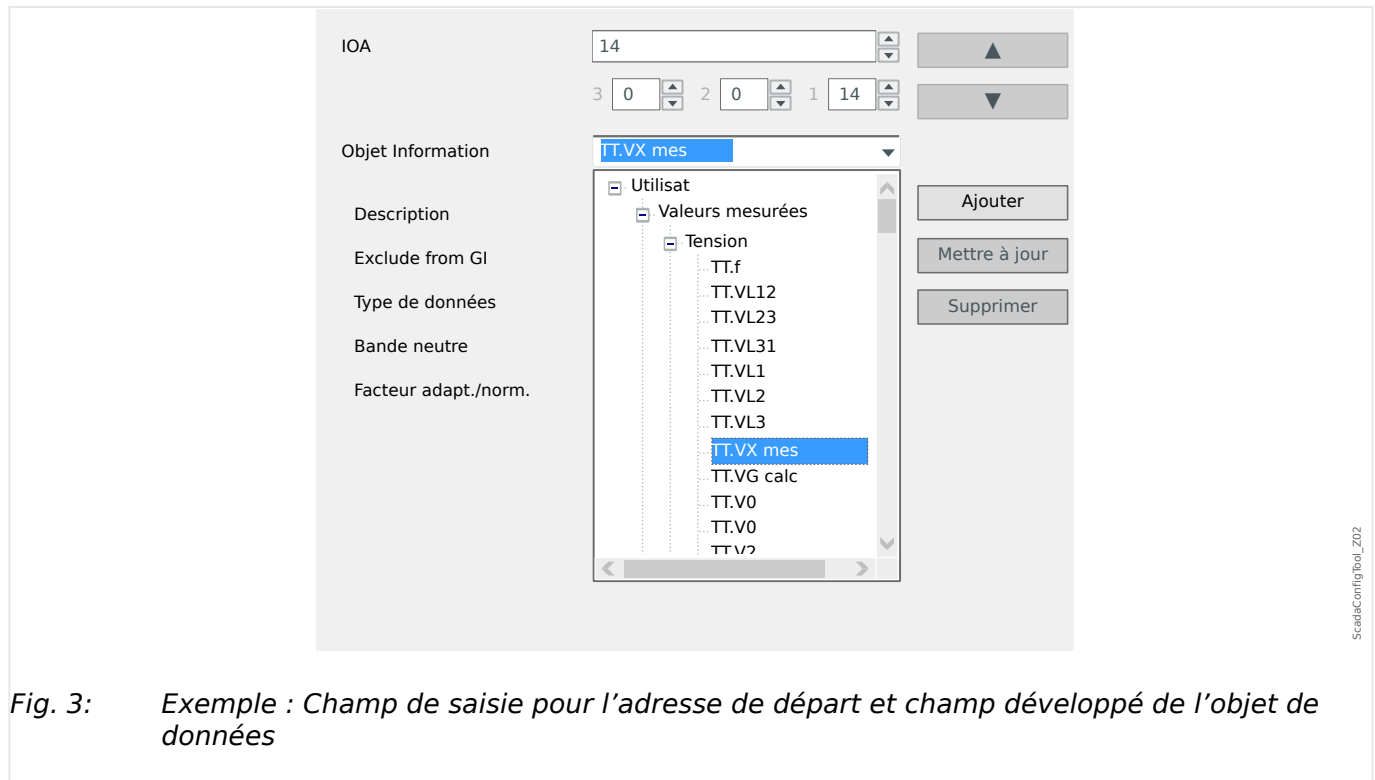 IOA
14
3 0 2 0 1 14
▲
▼
Objet Information
TT.VX mes
Description
Exclude from GI
Type de données
Bande neutre
Facteur adapt./norm.
Utilisat
Valeurs mesurées
Tension
TT.f
TT.VL12
TT.VL23
TT.VL31
TT.VL1
TT.VL2
TT.VL3
TT.VX mes
TT.VG calc
TT.V0
TT.V0
TT.V2
Ajouter
Mettre à jour
Supprimer
ScadaConfigTool_Z02
Fig. 3: Exemple : Champ de saisie pour l’adresse de départ et champ développé de l’objet de
données